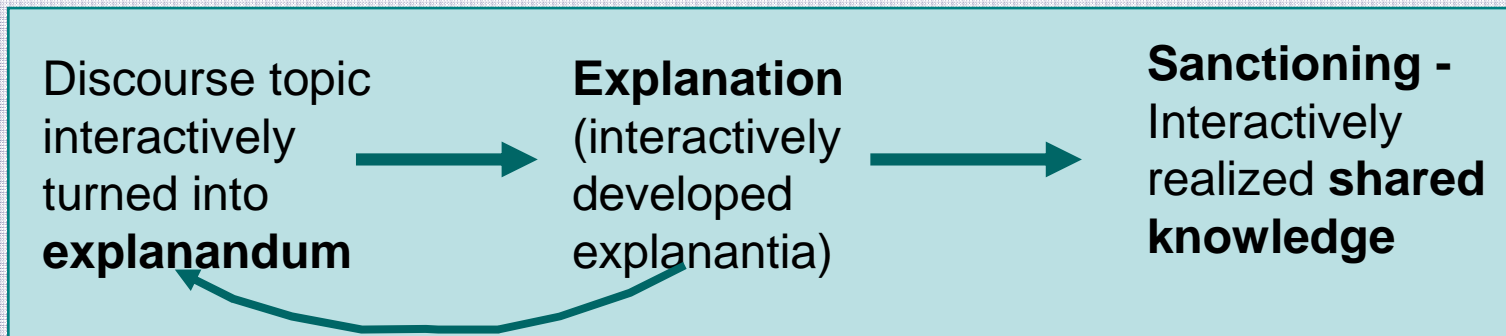 Discourse topic
interactively
turned into
explanandum
Explanation
(interactively
developed
explanantia)
Sanctioning -
Interactively
realized shared
knowledge